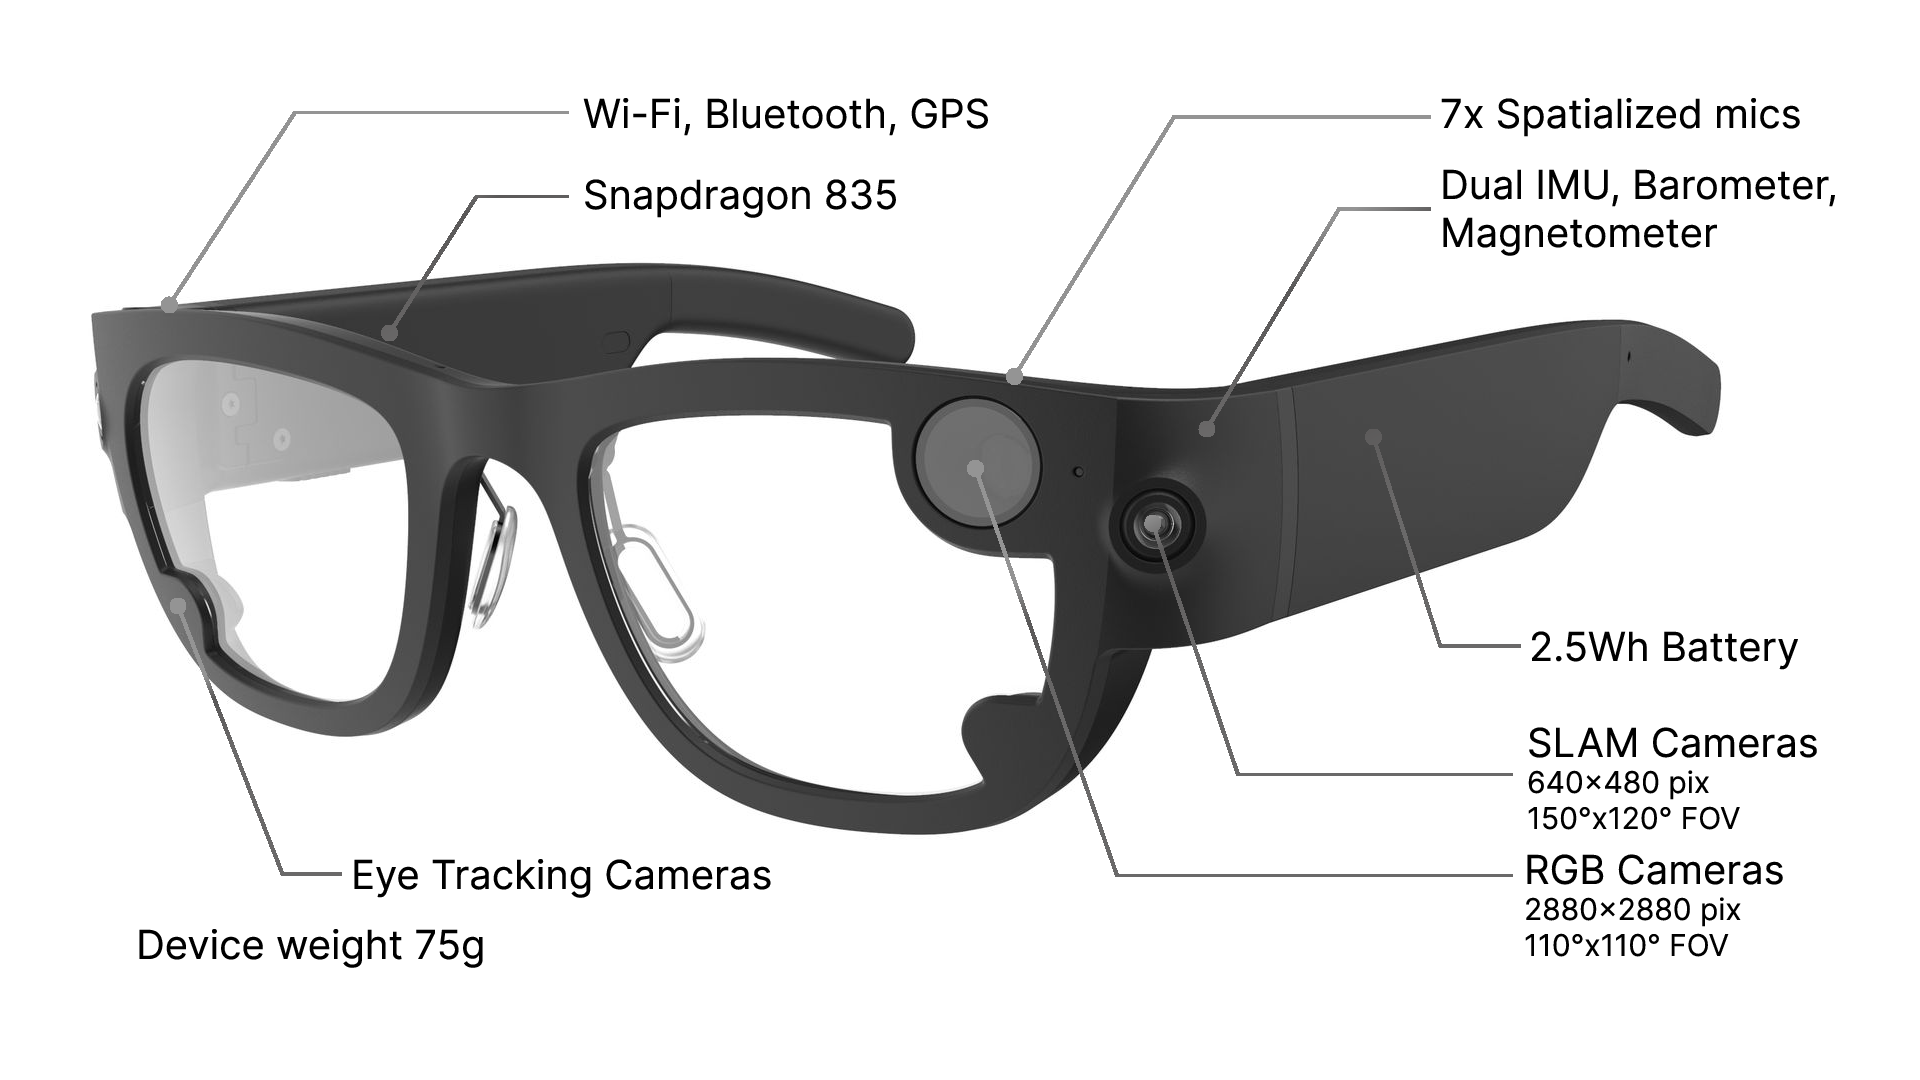 Wi-Fi, Bluetooth, GPS
Snapdragon 835
7x Spatialized mics
Dual IMU, Barometer,
Magnetometer
2.5Wh Battery
SLAM Cameras
640×480 pix
150°x120° FOV
RGB Cameras
2880×2880 pix
110°x110° FOV
Eye Tracking Cameras
Device weight 75g